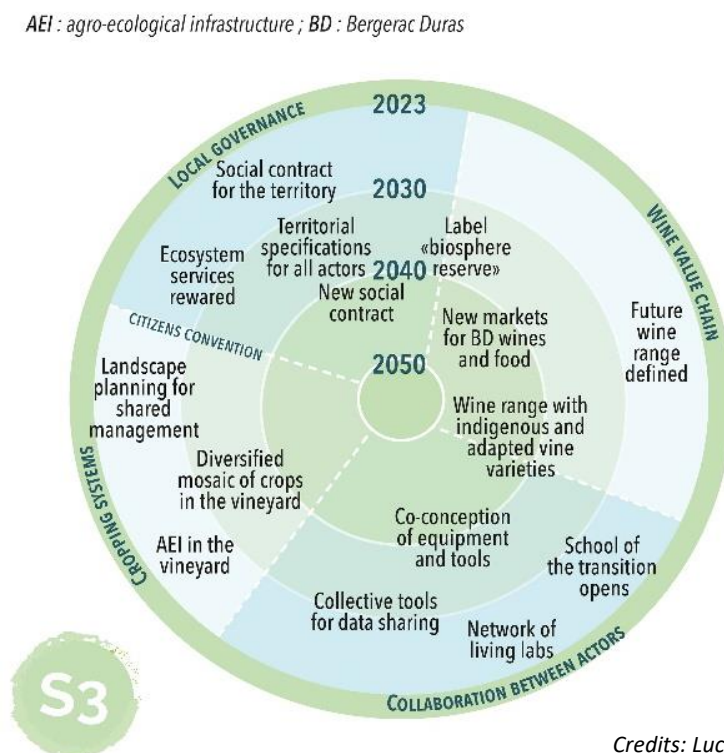 AEI : agro-ecological infrastructure ; BD : Bergerac Duras
LOCAL GOVERNANCE
2023
Social contract
for the territory
2030
WINE VALUE CHAIN
Territorial
specifications
for all actors
Label
«biosphere
reserve»
Ecosystem
services
rewared
2040
New social
contract
CITIZENS CONVENTION
New markets
for BD wines
and food
Future
wine range
defined
Landscape
planning for
shared
management
2050
Wine range with
indigenous and
adapted vine
varieties
Diversified
mosaic of crops
in the vineyard
CROPPING SYSTEMS
AEI in the
vineyard
Co-conception
of equipment
and tools
School of
the transition
opens
Collective tools
for data sharing
Network of
living labs
COLLABORATION BETWEEN ACTORS
S3
Credits: Luc